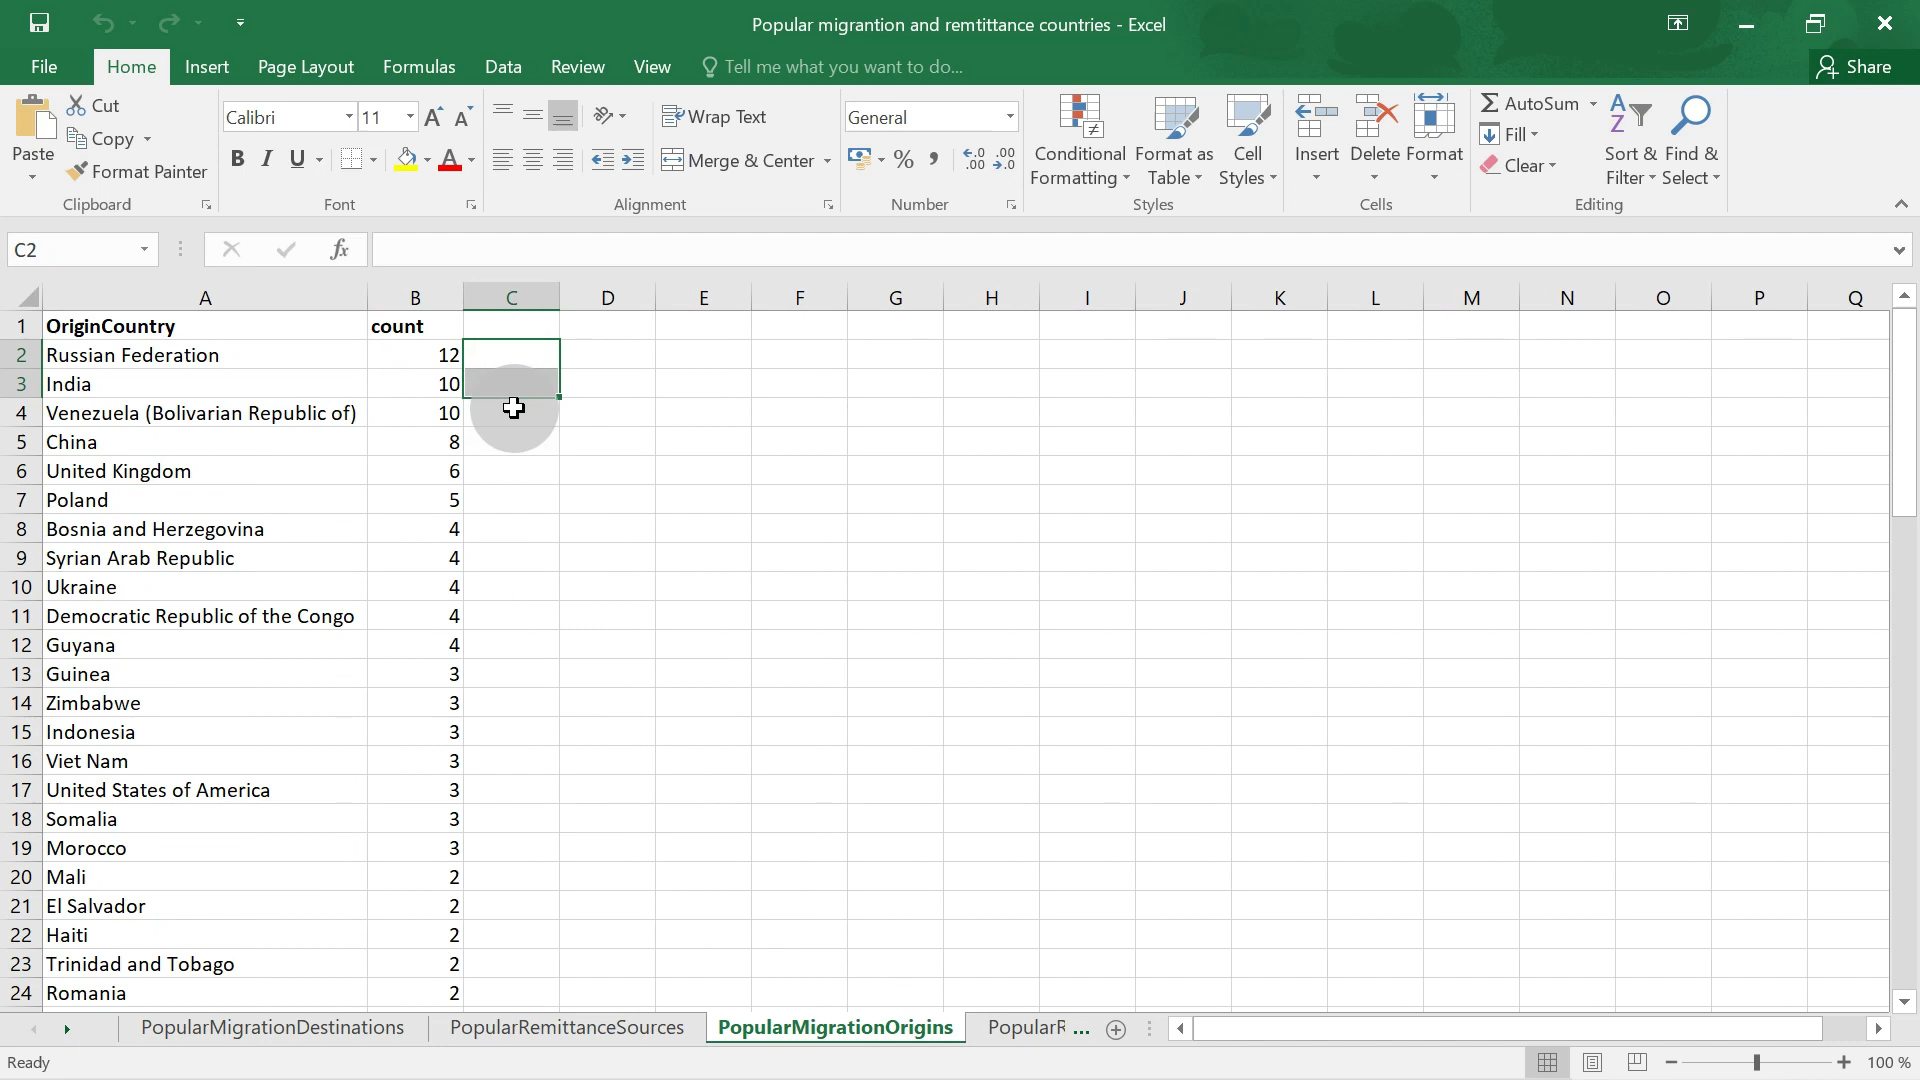 Popular migrantion and remtittance countries - Excel
File Home Insert Page Layout Formulas Data Review View Tell me what you want to do... Share
Paste Cut Copy Format Painter Clipboard
Calibri 11 A A B I U A Font
Wrap Text Merge & Center Alignment
General % , .0 .00 .00 .0 Number
Conditional Formatting Format as Table Cell Styles Styles
Insert Delete Format Cells
AutoSum Fill Clear Sort & Filter Find & Select Editing
C2 fx
A B C D E F G H I J K L M N O P Q
1 OriginCountry count
2 Russian Federation 12
3 India 10
4 Venezuela (Bolivarian Republic of) 10
5 China 8
6 United Kingdom 6
7 Poland 5
8 Bosnia and Herzegovina 4
9 Syrian Arab Republic 4
10 Ukraine 4
11 Democratic Republic of the Congo 4
12 Guyana 4
13 Guinea 3
14 Zimbabwe 3
15 Indonesia 3
16 Viet Nam 3
17 United States of America 3
18 Somalia 3
19 Morocco 3
20 Mali 2
21 El Salvador 2
22 Haiti 2
23 Trinidad and Tobago 2
24 Romania 2
PopularMigrationDestinations PopularRemittanceSources PopularMigrationOrigins PopularR ...
Ready 100 %